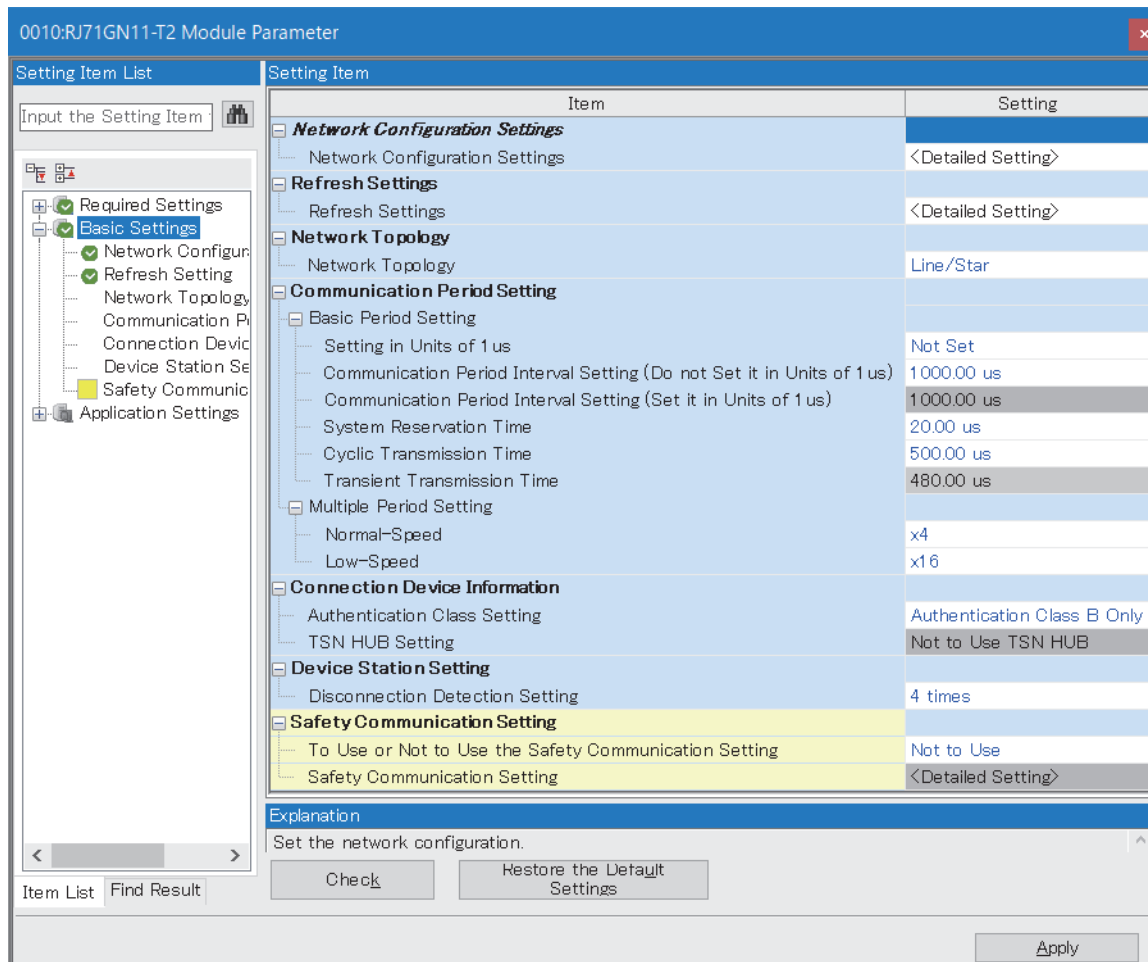 0010:RJ71GN11-T2 Module Parameter
Setting Item List
Input the Setting Item
Required Settings
Basic Settings
Network Configur
Refresh Setting
Network Topology
Communication P
Connection Devic
Device Station Se
Safety Communic
Application Settings
Item List
Find Result
Setting Item
Item Setting
Network Configuration Settings
Network Configuration Settings <Detailed Setting>
Refresh Settings
Refresh Settings <Detailed Setting>
Network Topology
Network Topology Line/Star
Communication Period Setting
Basic Period Setting
Setting in Units of 1us Not Set
Communication Period Interval Setting (Do not Set it in Units of 1us) 1000.00 us
Communication Period Interval Setting (Set it in Units of 1us) 1000.00 us
System Reservation Time 20.00 us
Cyclic Transmission Time 500.00 us
Transient Transmission Time 480.00 us
Multiple Period Setting
Normal-Speed x4
Low-Speed x16
Connection Device Information
Authentication Class Setting Authentication Class B Only
TSN HUB Setting Not to Use TSN HUB
Device Station Setting
Disconnection Detection Setting 4 times
Safety Communication Setting
To Use or Not to Use the Safety Communication Setting Not to Use
Safety Communication Setting <Detailed Setting>
Explanation
Set the network configuration.
Check
Restore the Default
Settings
Apply